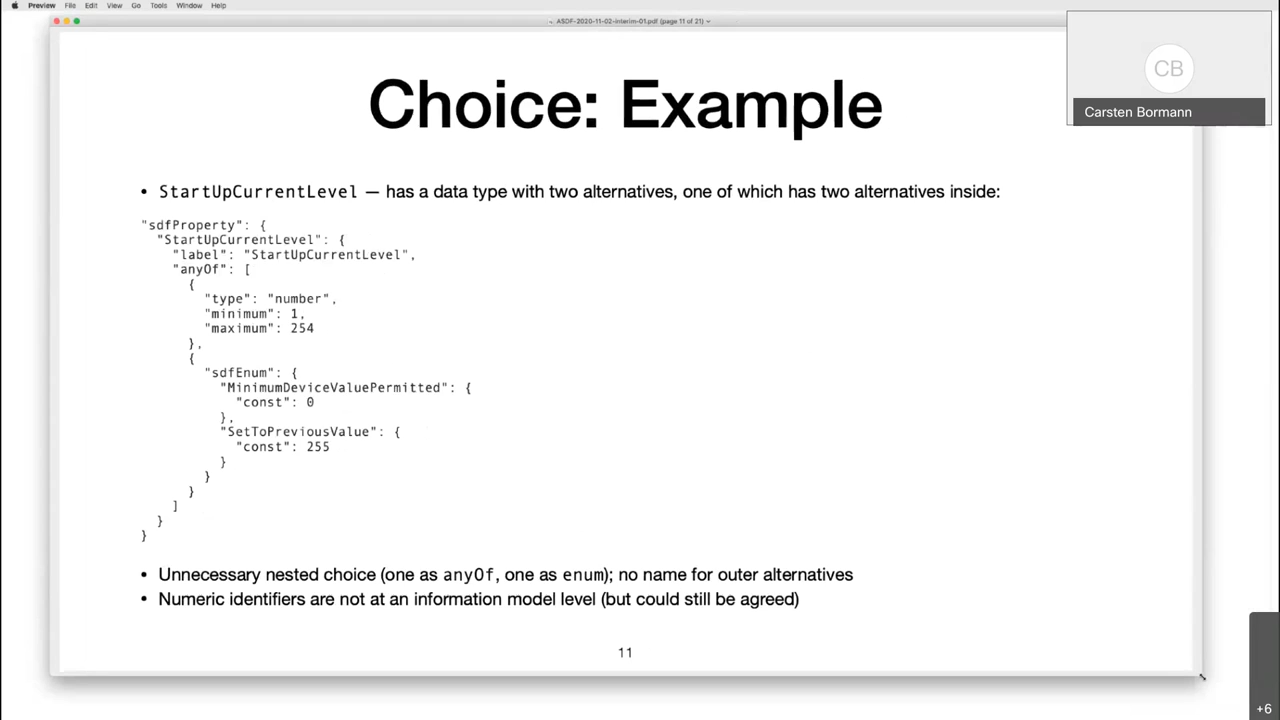 Preview File Edit View Go Tools Window Help
ASDF-2020-11-02-interim-01.pdf (page 11 of 21)
CB
Carsten Bormann
Choice: Example
• StartUpCurrentLevel — has a data type with two alternatives, one of which has two alternatives inside:
"sdfProperty": {
  "StartUpCurrentLevel": {
    "label": "StartUpCurrentLevel",
    "anyOf": [
      {
        "type": "number",
        "minimum": 1,
        "maximum": 254
      },
      {
        "sdfEnum": {
          "MinimumDeviceValuePermitted": {
            "const": 0
          },
          "SetToPreviousValue": {
            "const": 255
          }
        }
      }
    ]
  }
}
• Unnecessary nested choice (one as anyOf, one as enum); no name for outer alternatives
• Numeric identifiers are not at an information model level (but could still be agreed)
11
+6